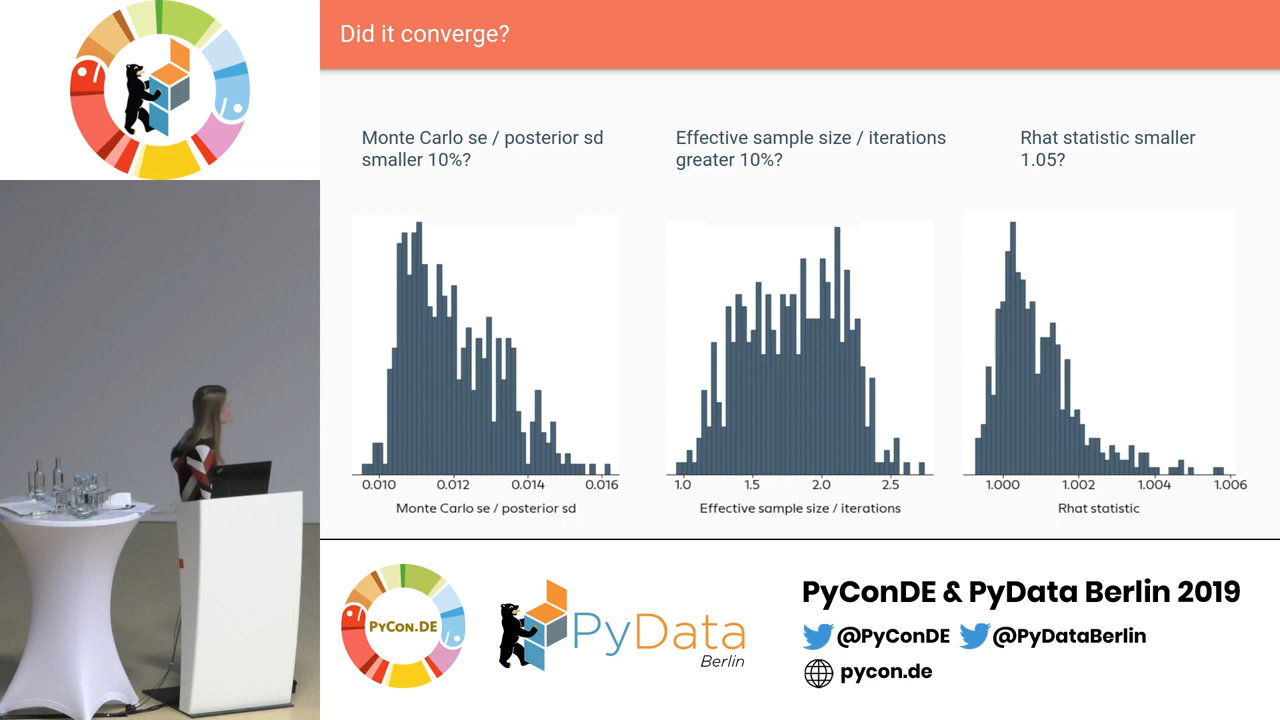 Did it converge?
Monte Carlo se / posterior sd
smaller 10%?
Effective sample size / iterations
greater 10%?
Rhat statistic smaller
1.05?
0.010 0.012 0.014 0.016
Monte Carlo se / posterior sd
1.0 1.5 2.0 2.5
Effective sample size / iterations
1.000 1.002 1.004 1.006
Rhat statistic
PYCON.DE
PyData
Berlin
PyConDE & PyData Berlin 2019
@PyConDE @PyDataBerlin
pycon.de